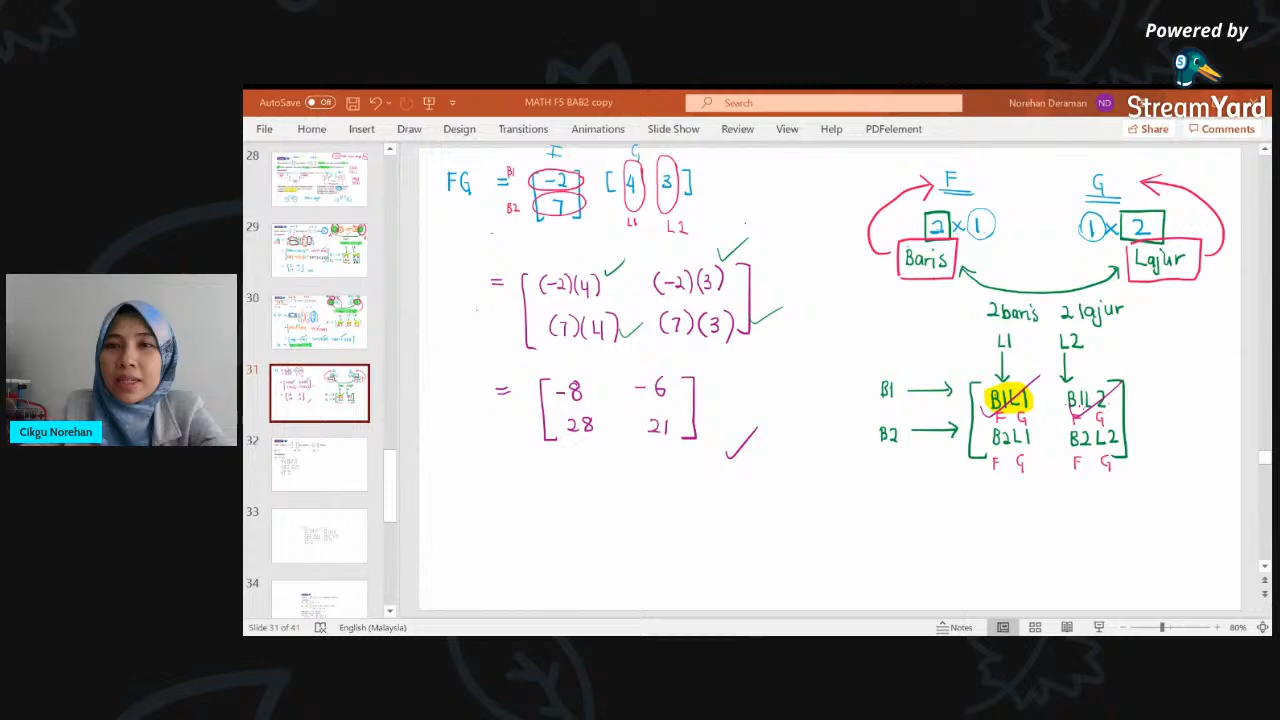 Powered by
StreamYard
AutoSave Off
MATH F5 BAB2 copy
Search
Norehan Deraman ND
File Home Insert Draw Design Transitions Animations Slide Show Review View Help PDFelement
Share Comments
28
29
30
31
32
33
34
F G
FG = B1 [-2] [4 3]
B2 [7]
L1 L2
= [(-2)(4) (-2)(3)]
[(7)(4) (7)(3)]
= [-8 -6]
[28 21]
F G
2 × 1 1 × 2
Baris Lajur
2 baris 2 lajur
L1 L2
B1 B1L1 B1L2
F G F G
B2 B2L1 B2L2
F G F G
Cikgu Norehan
Slide 31 of 41 English (Malaysia)
Notes
80%